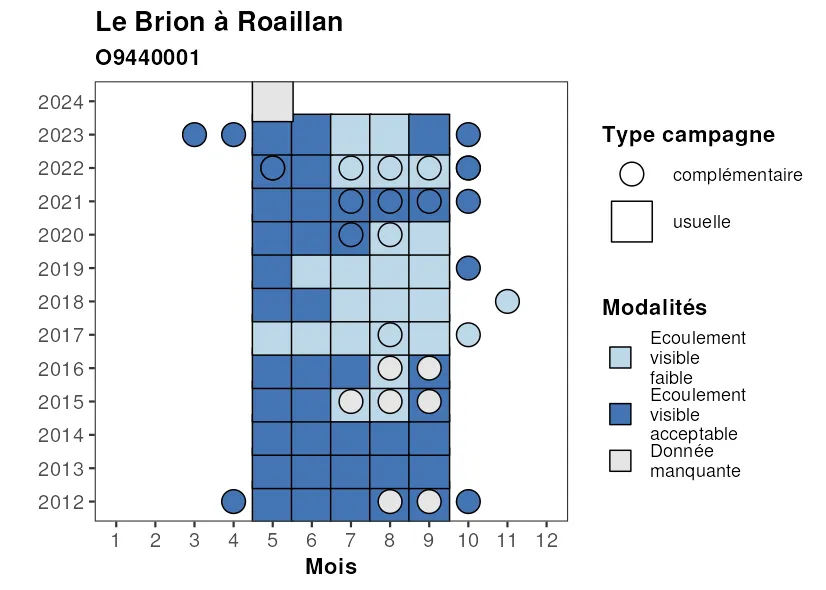 Le Brion à Roaillan
O9440001
2024
2023
2022
2021
2020
2019
2018
2017
2016
2015
2014
2013
2012
1 2 3 4 5 6 7 8 9 10 11 12
Mois
Type campagne
complémentaire
usuelle
Modalités
Ecoulement
visible
faible
Ecoulement
visible
acceptable
Donnée
manquante